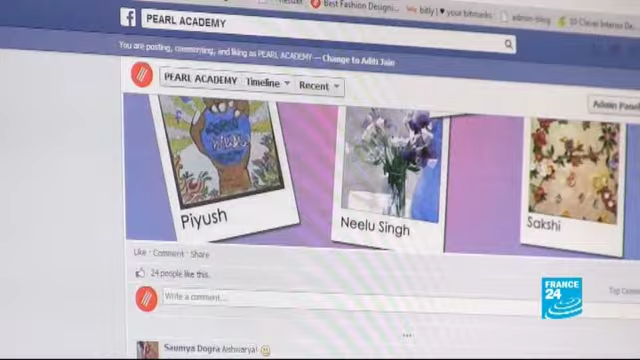 Best Fashion Designi...
bitly | ♥ your bitmarks
admin-blog
10 Clever Interior De
PEARL ACADEMY
You are posting, commenting, and liking as PEARL ACADEMY — Change to Aditi Jain
PEARL ACADEMY Timeline Recent
Admin Panel
Piyush
Neelu Singh
Sakshi
Like · Comment · Share
24 people like this.
Write a comment...
Saumya Dogra Aishwarya!
FRANCE
24